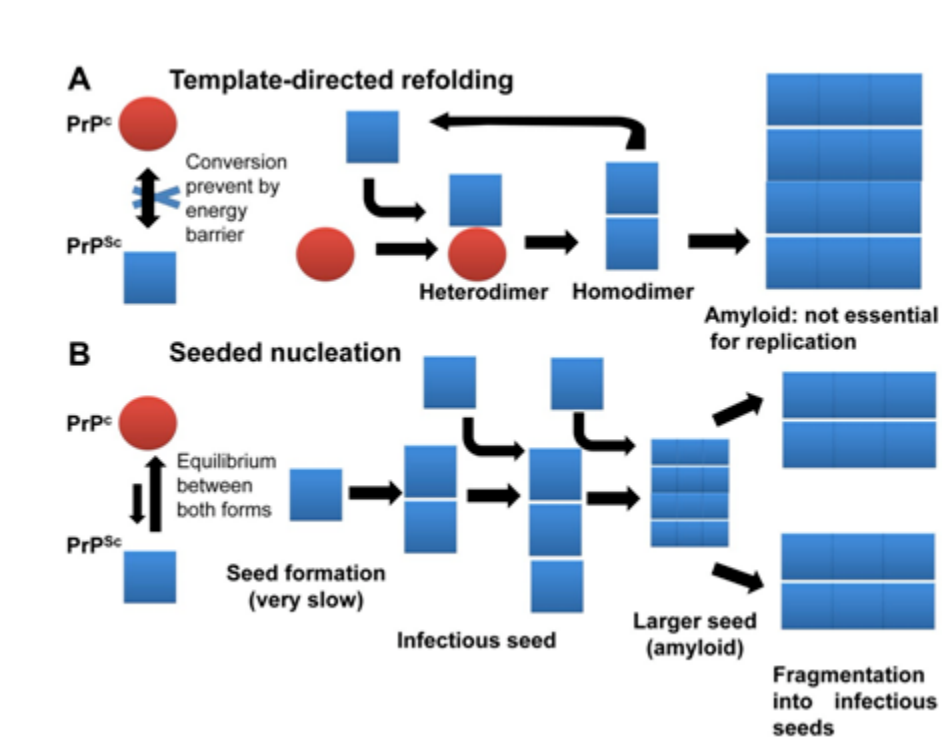 A
Template-directed refolding
PrPᶜ
Conversion
prevent by
energy
barrier
PrPˢᶜ
Heterodimer
Homodimer
Amyloid: not essential
for replication
B
Seeded nucleation
PrPᶜ
Equilibrium
between
both forms
PrPˢᶜ
Seed formation
(very slow)
Infectious seed
Larger seed
(amyloid)
Fragmentation
into infectious
seeds